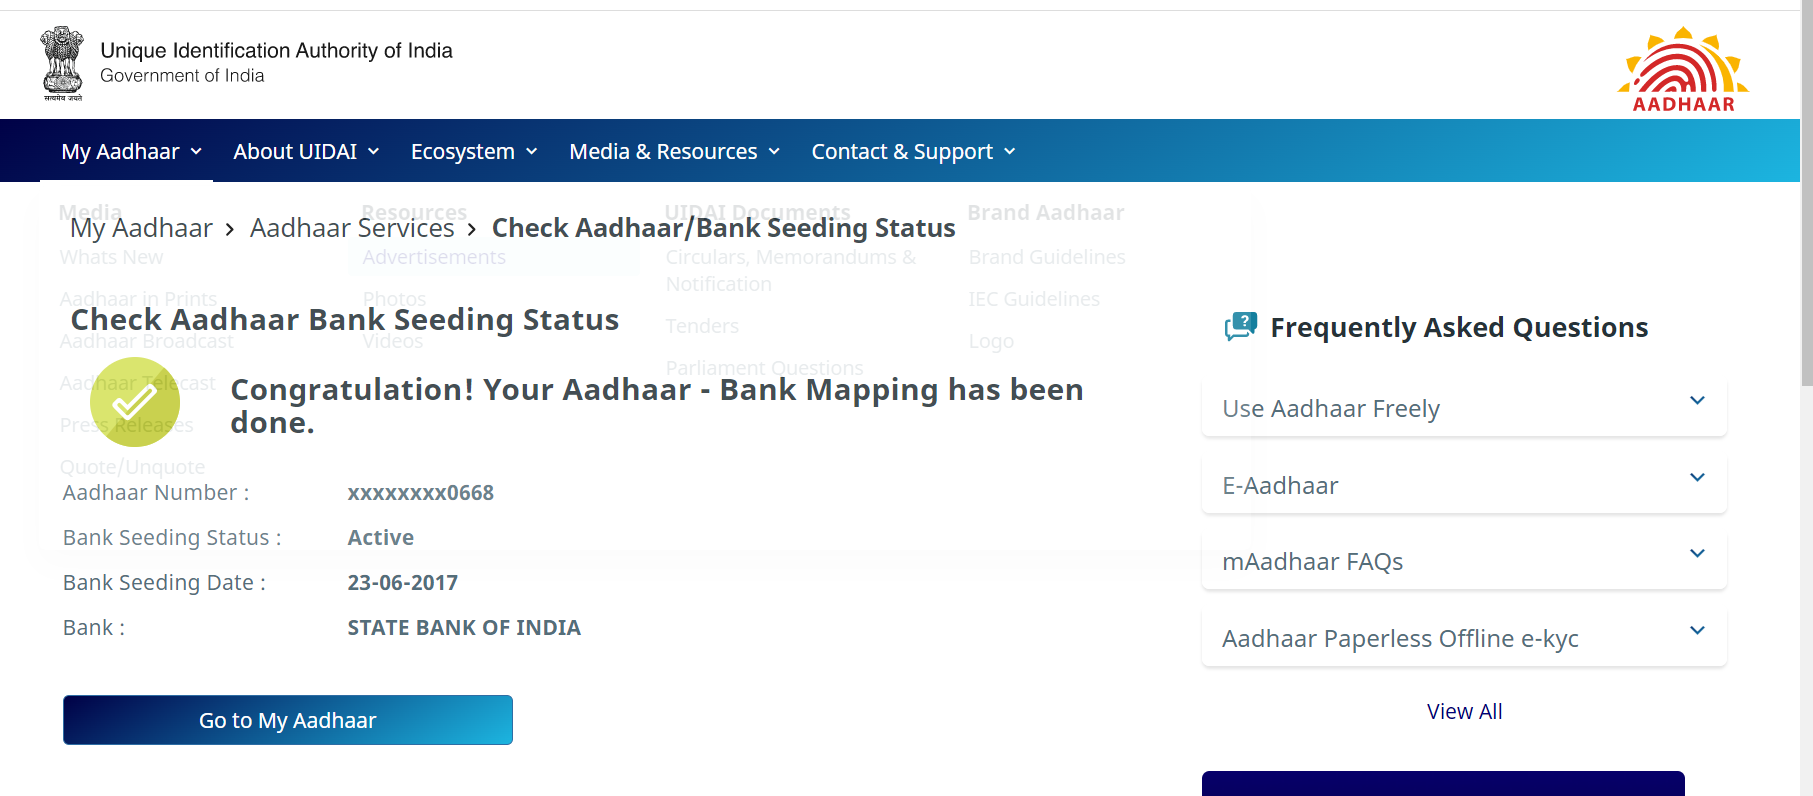 सत्यमेव जयते
Unique Identification Authority of India
Government of India
AADHAAR
My Aadhaar
About UIDAI
Ecosystem
Media & Resources
Contact & Support
Media
Resources
UIDAI Documents
Brand Aadhaar
My Aadhaar > Aadhaar Services > Check Aadhaar/Bank Seeding Status
Whats New
Advertisements
Circulars, Memorandums &
Notification
Brand Guidelines
Aadhaar in Prints
Photos
IEC Guidelines
Check Aadhaar Bank Seeding Status
Tenders
Aadhaar Broadcast
Videos
Logo
Parliament Questions
Aadhaar Telecast
Congratulation! Your Aadhaar - Bank Mapping has been
done.
Press Releases
Quote/Unquote
Aadhaar Number : xxxxxxxx0668
Bank Seeding Status : Active
Bank Seeding Date : 23-06-2017
Bank : STATE BANK OF INDIA
Go to My Aadhaar
Frequently Asked Questions
Use Aadhaar Freely
E-Aadhaar
mAadhaar FAQs
Aadhaar Paperless Offline e-kyc
View All